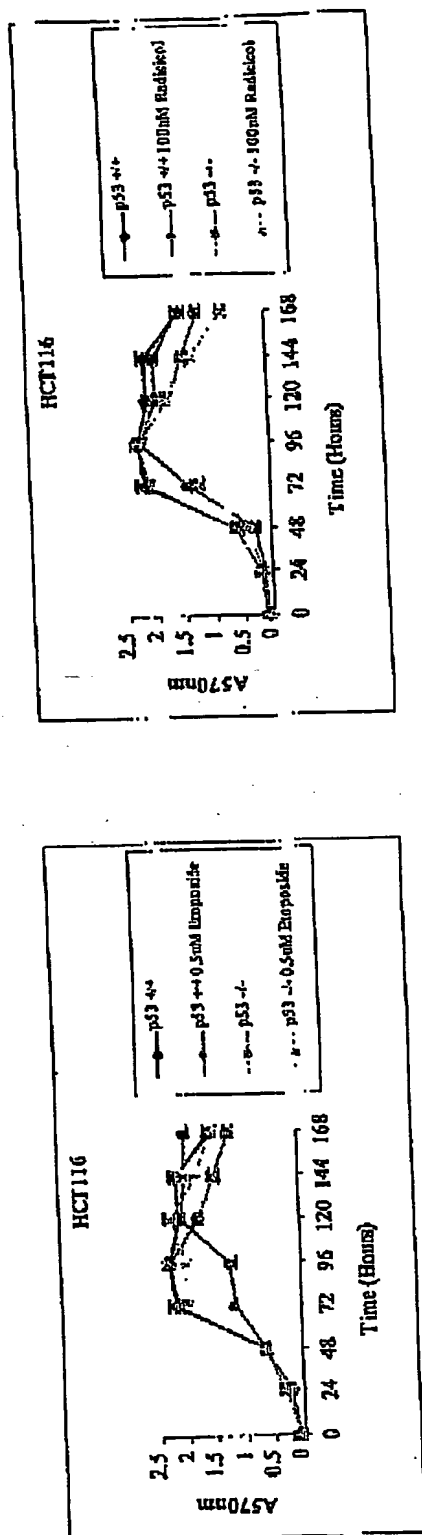 HCT116
2.5
2
1.5
1
0.5
0
A570nm
0 24 48 72 96 120 144 168
Time (Hours)
p53 +/+
p53 ++ 0.5uM
p53 -/-
p53 -/- 0.5uM Etoposide
HCT116
2.5
2
1.5
1
0.5
0
A570nm
0 24 48 72 96 120 144 168
Time (Hours)
p53 +/+
p53 +/+ 100nM Radisicol
p53 -/-
p53 -/- 100nM Radicicol